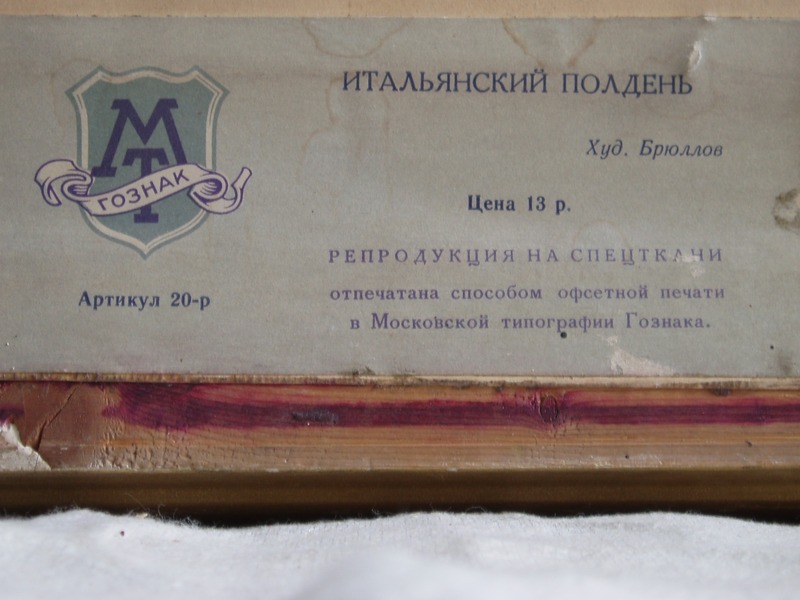 МТ
ГОЗНАК
Артикул 20-р
ИТАЛЬЯНСКИЙ ПОЛДЕНЬ
Худ. Брюллов
Цена 13 р.
РЕПРОДУКЦИЯ НА СПЕЦТКАНИ
отпечатана способом офсетной печати
в Московской типографии Гознака.